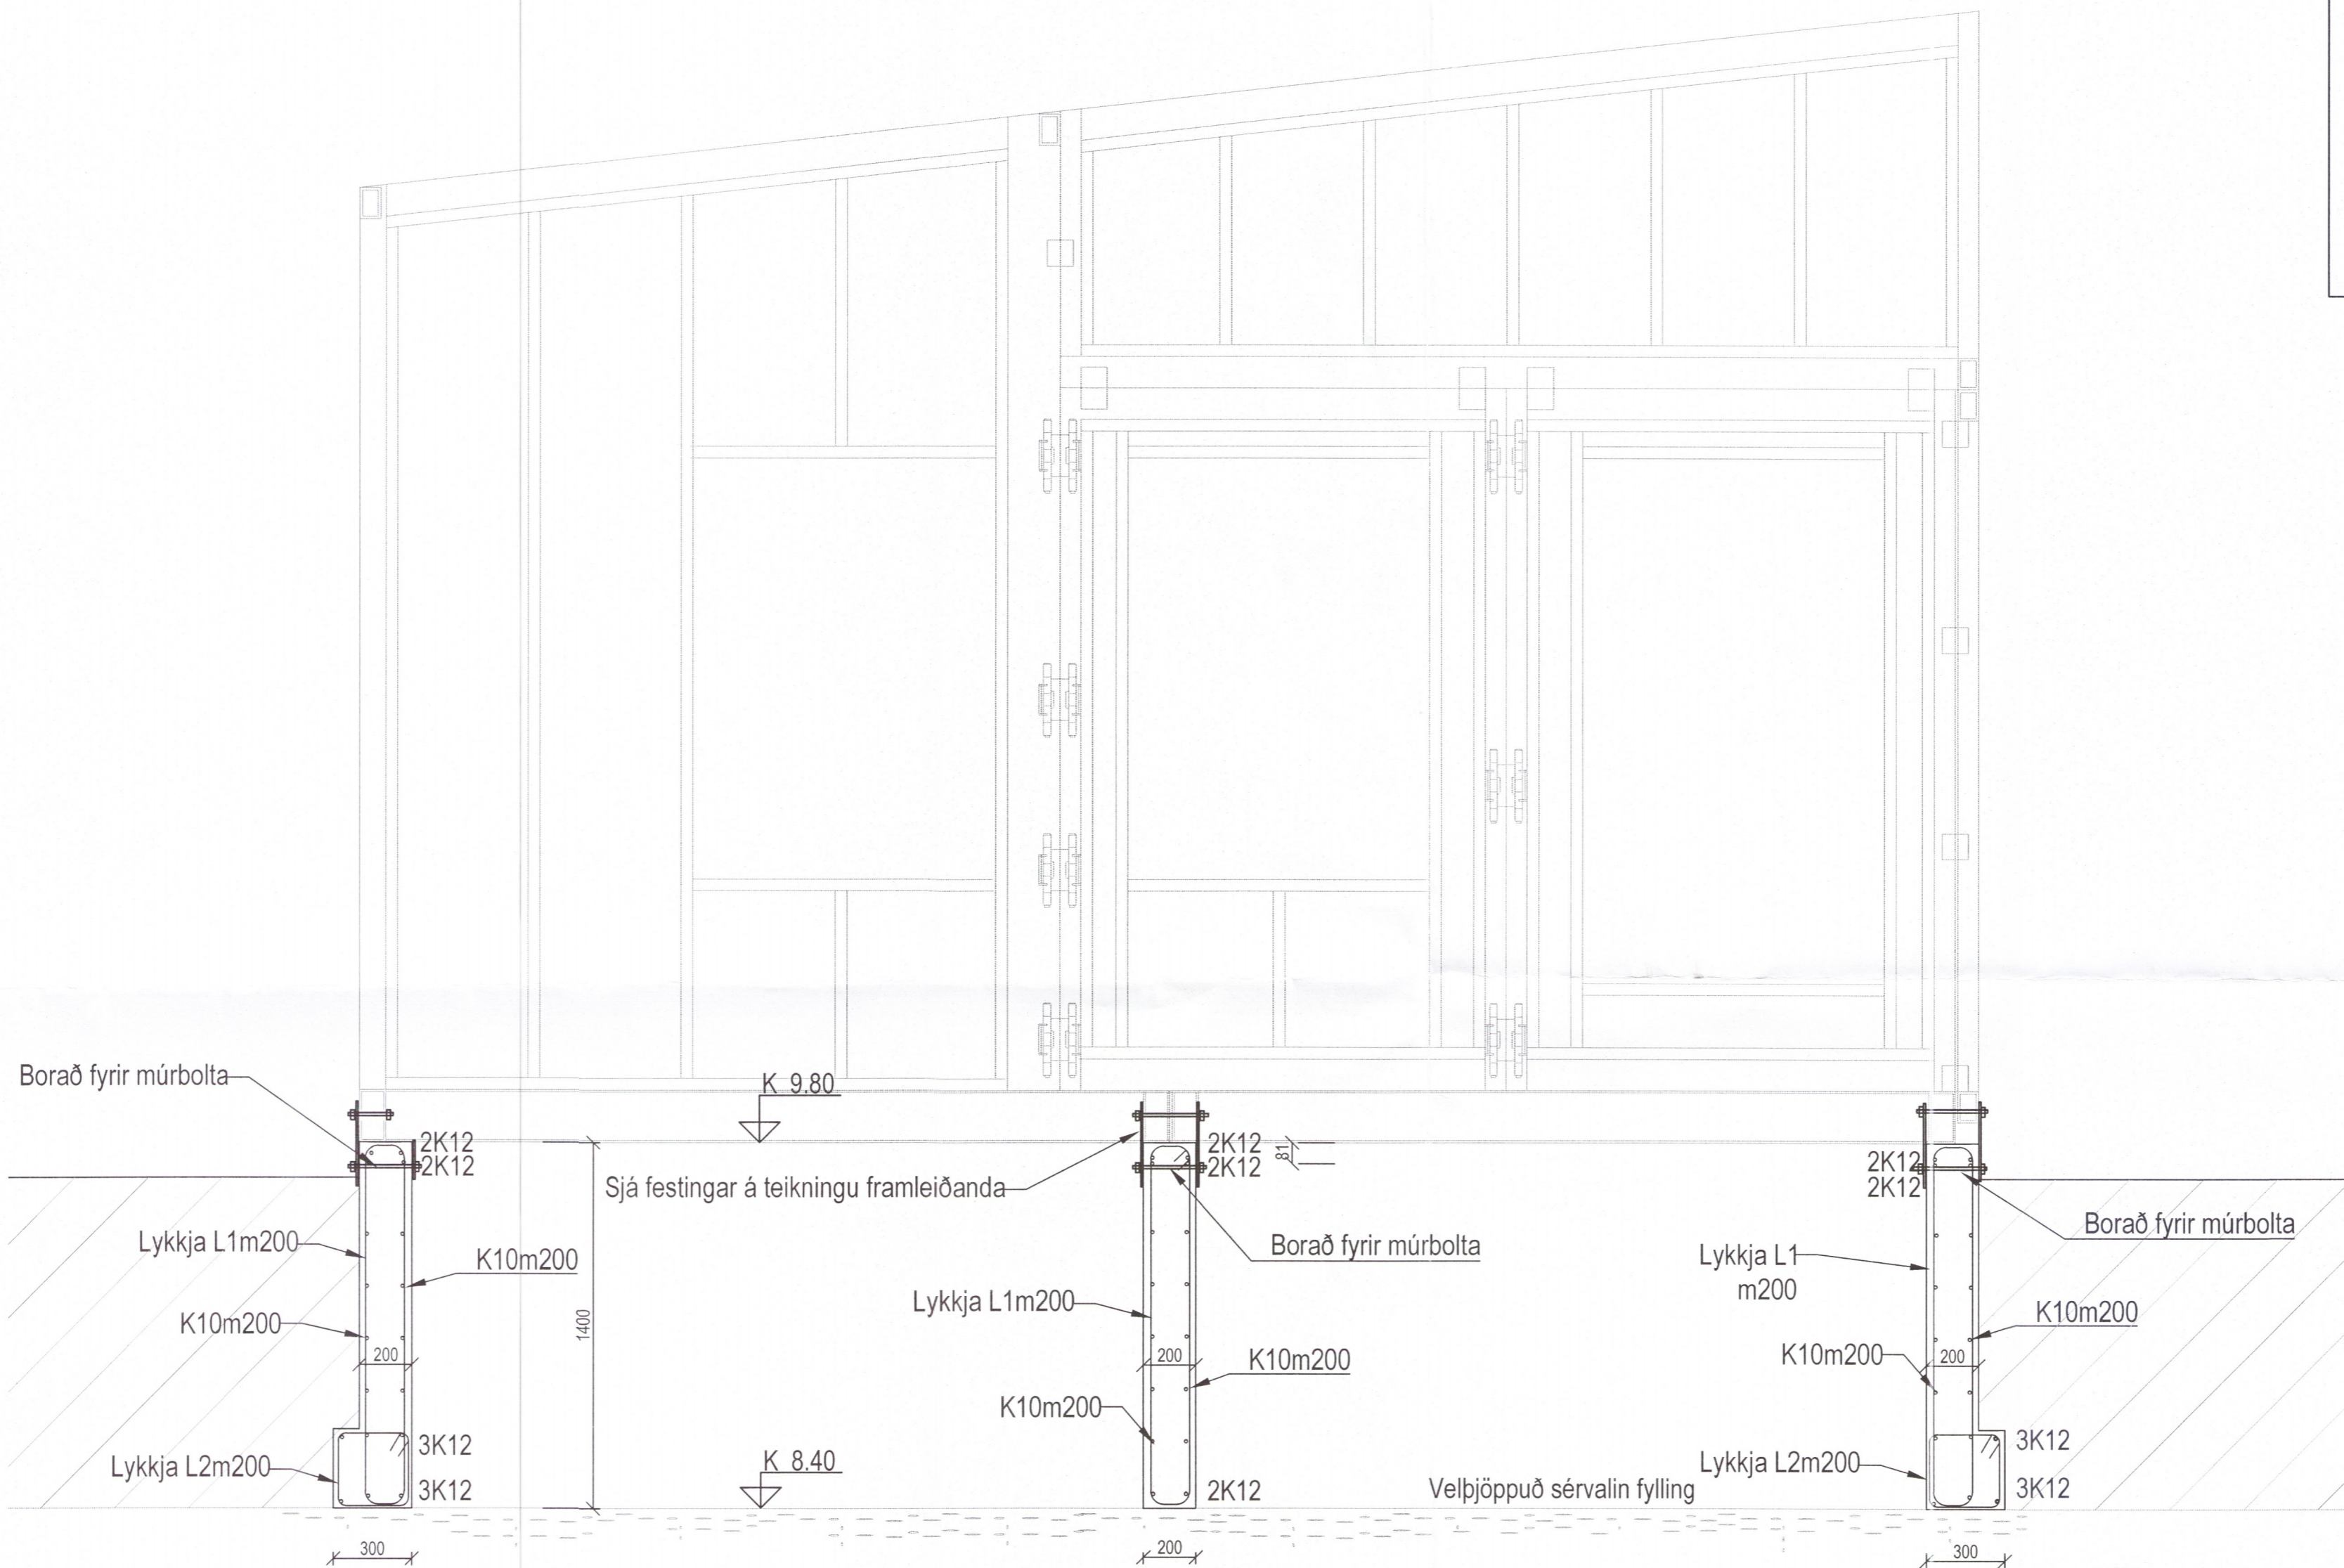 Borað fyrir múrbolta
K 9.80
2K12
2K12
2K12
2K12
81
2K12
2K12
Sjá festingar á teikningu framleiðanda
Borað fyrir múrbolta
Borað fyrir múrbolta
Lykkja L1m200
K10m200
Lykkja L1
m200
Lykkja L1m200
K10m200
1400
K10m200
200
200
K10m200
K10m200
200
K10m200
3K12
3K12
Lykkja L2m200
K 8.40
Lykkja L2m200
3K12
2K12
Velþjöppuð sérvalin fylling
3K12
300
200
300